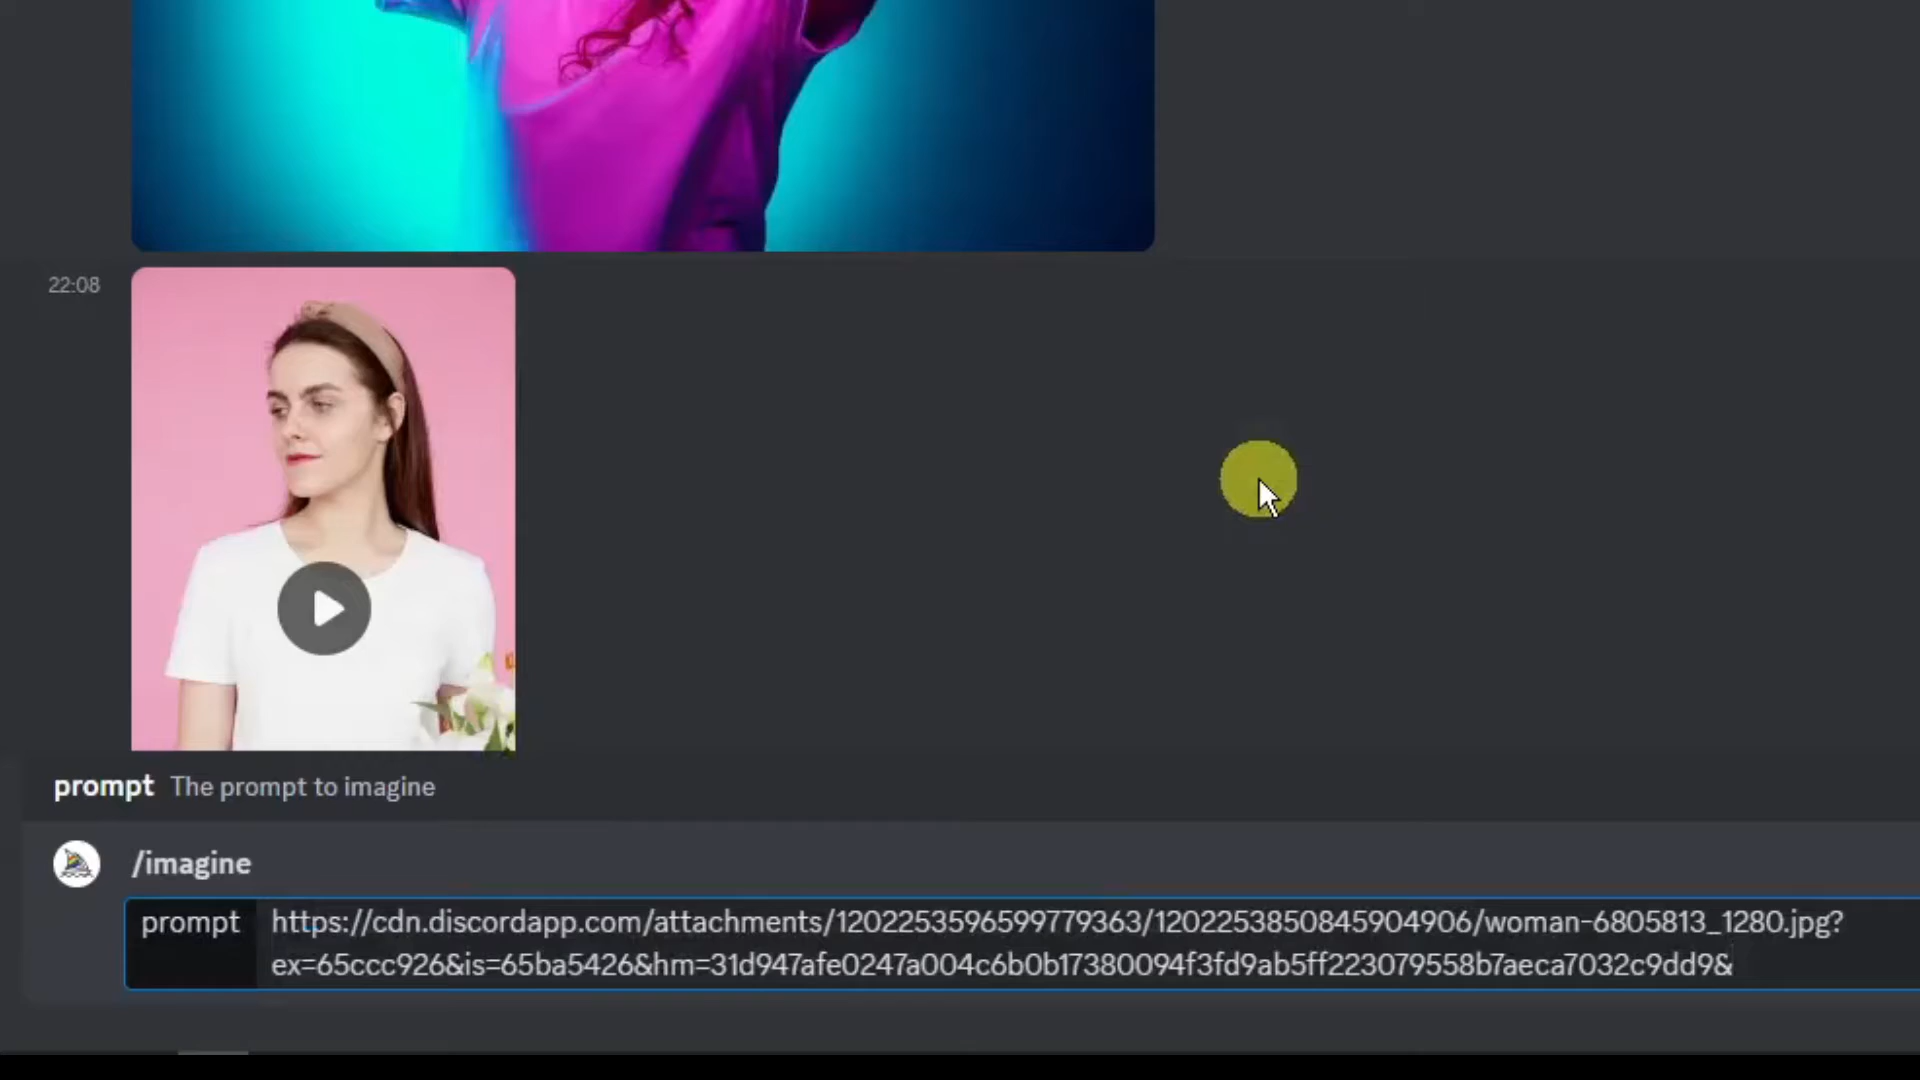 22:08
prompt The prompt to imagine
/imagine
prompt https://cdn.discordapp.com/attachments/1202253596599779363/1202253850845904906/woman-6805813_1280.jpg?
ex=65ccc926&is=65ba5426&hm=31d947afe0247a004c6b0b17380094f3fd9ab5ff223079558b7aeca7032c9dd9&